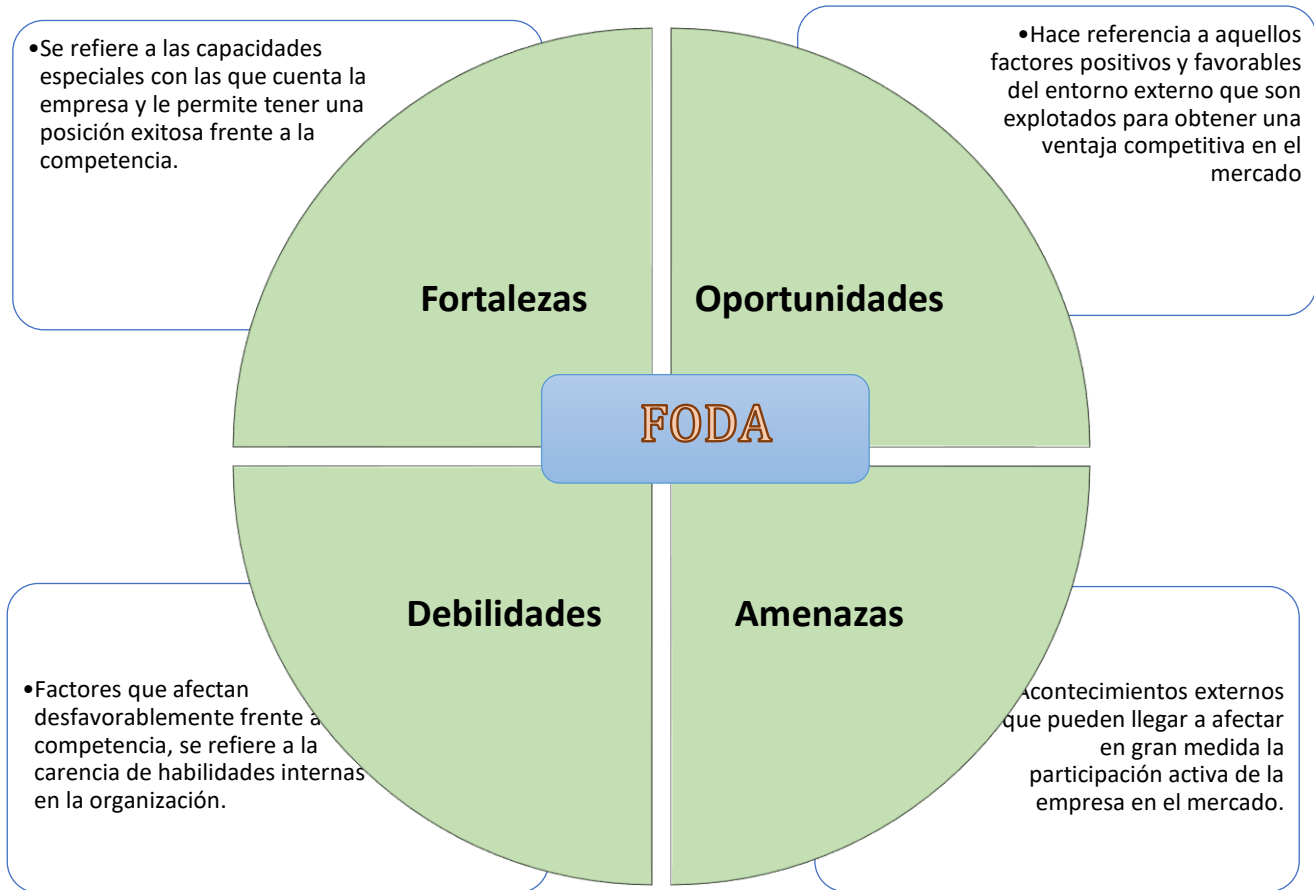 •Se refiere a las capacidades
especiales con las que cuenta la
empresa y le permite tener una
posición exitosa frente a la
competencia.
•Hace referencia a aquellos
factores positivos y favorables
del entorno externo que son
explotados para obtener una
ventaja competitiva en el
mercado
Fortalezas
Oportunidades
FODA
Debilidades
Amenazas
•Factores que afectan
desfavorablemente frente a
competencia, se refiere a la
carencia de habilidades internas
en la organización.
Acontecimientos externos
que pueden llegar a afectar
en gran medida la
participación activa de la
empresa en el mercado.